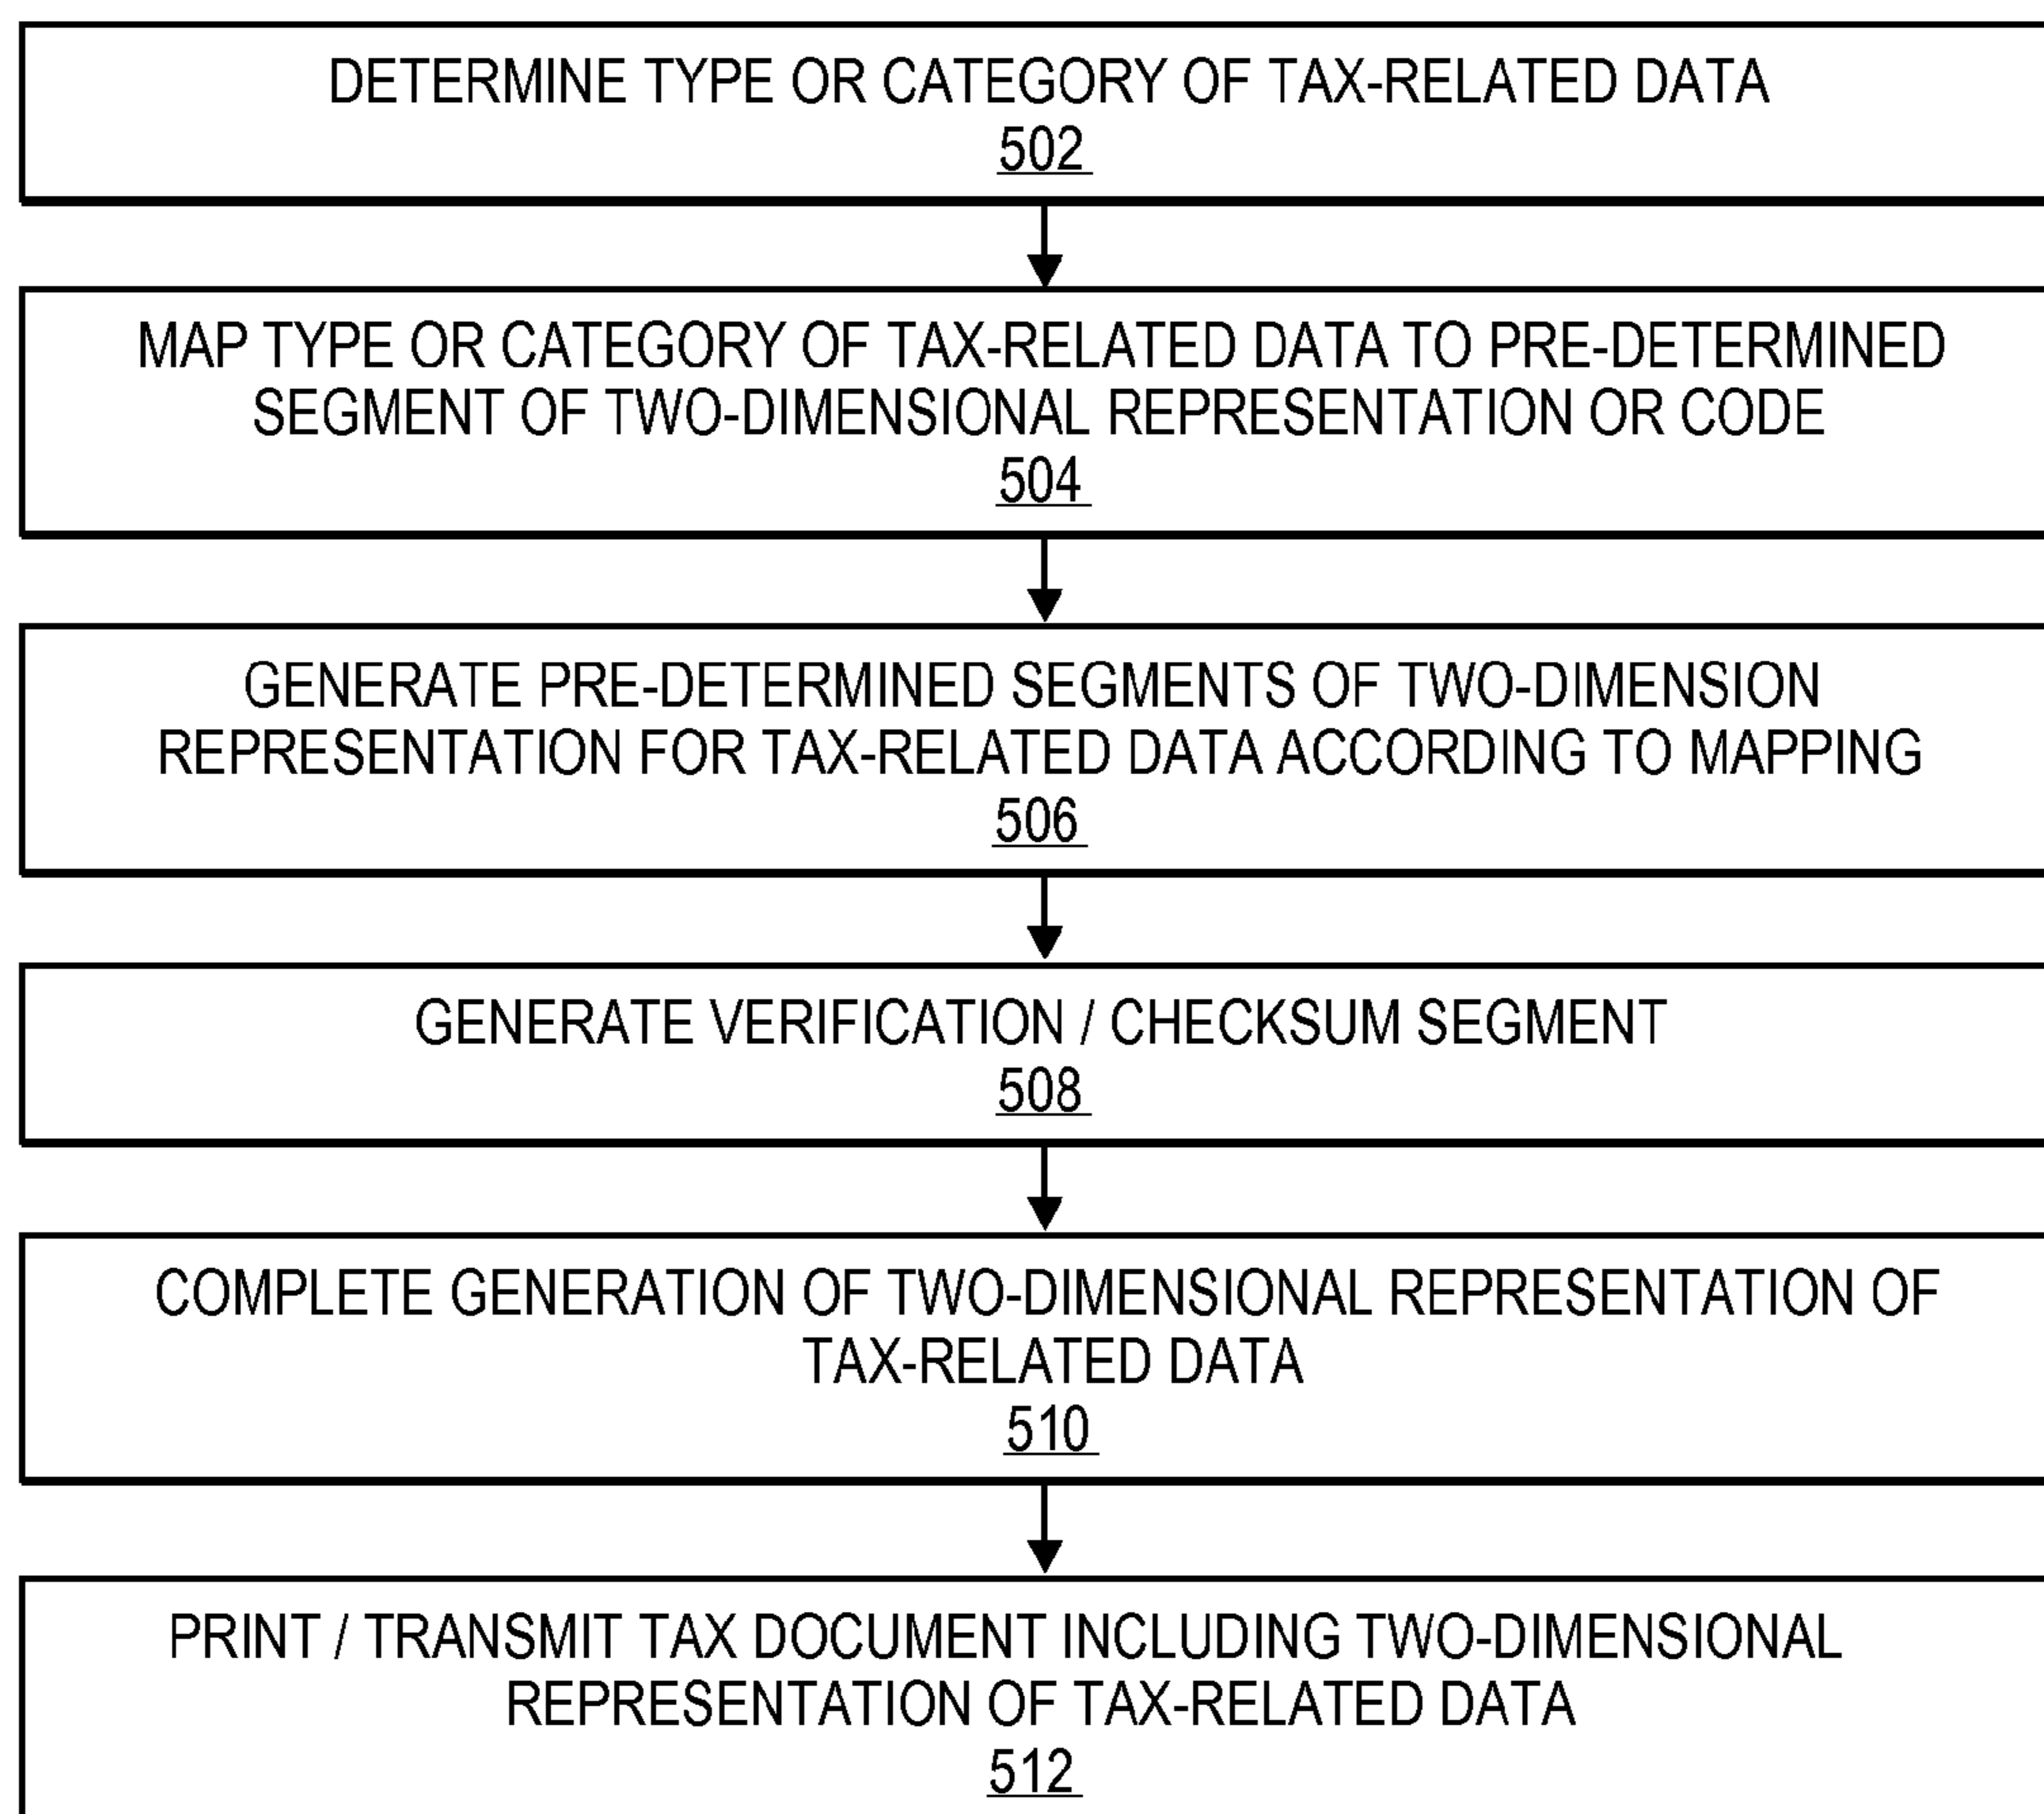 DETERMINE TYPE OR CATEGORY OF TAX-RELATED DATA
502
MAP TYPE OR CATEGORY OF TAX-RELATED DATA TO PRE-DETERMINED
SEGMENT OF TWO-DIMENSIONAL REPRESENTATION OR CODE
504
GENERATE PRE-DETERMINED SEGMENTS OF TWO-DIMENSION
REPRESENTATION FOR TAX-RELATED DATA ACCORDING TO MAPPING
506
GENERATE VERIFICATION / CHECKSUM SEGMENT
508
COMPLETE GENERATION OF TWO-DIMENSIONAL REPRESENTATION OF
TAX-RELATED DATA
510
PRINT / TRANSMIT TAX DOCUMENT INCLUDING TWO-DIMENSIONAL
REPRESENTATION OF TAX-RELATED DATA
512